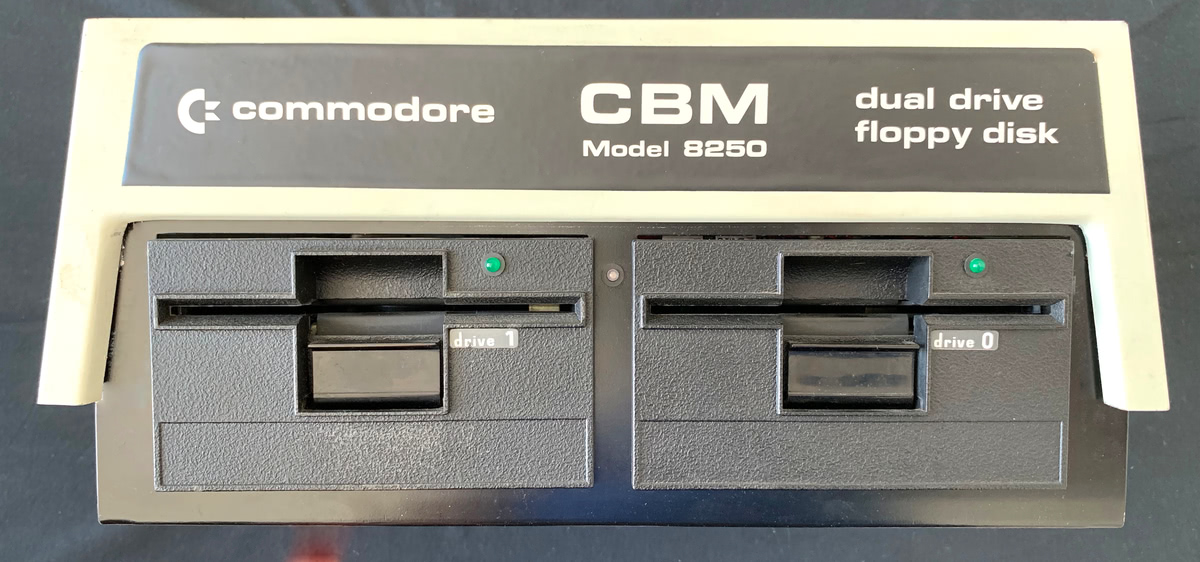 commodore
CBM
Model 8250
dual drive
floppy disk
drive 1
drive 0